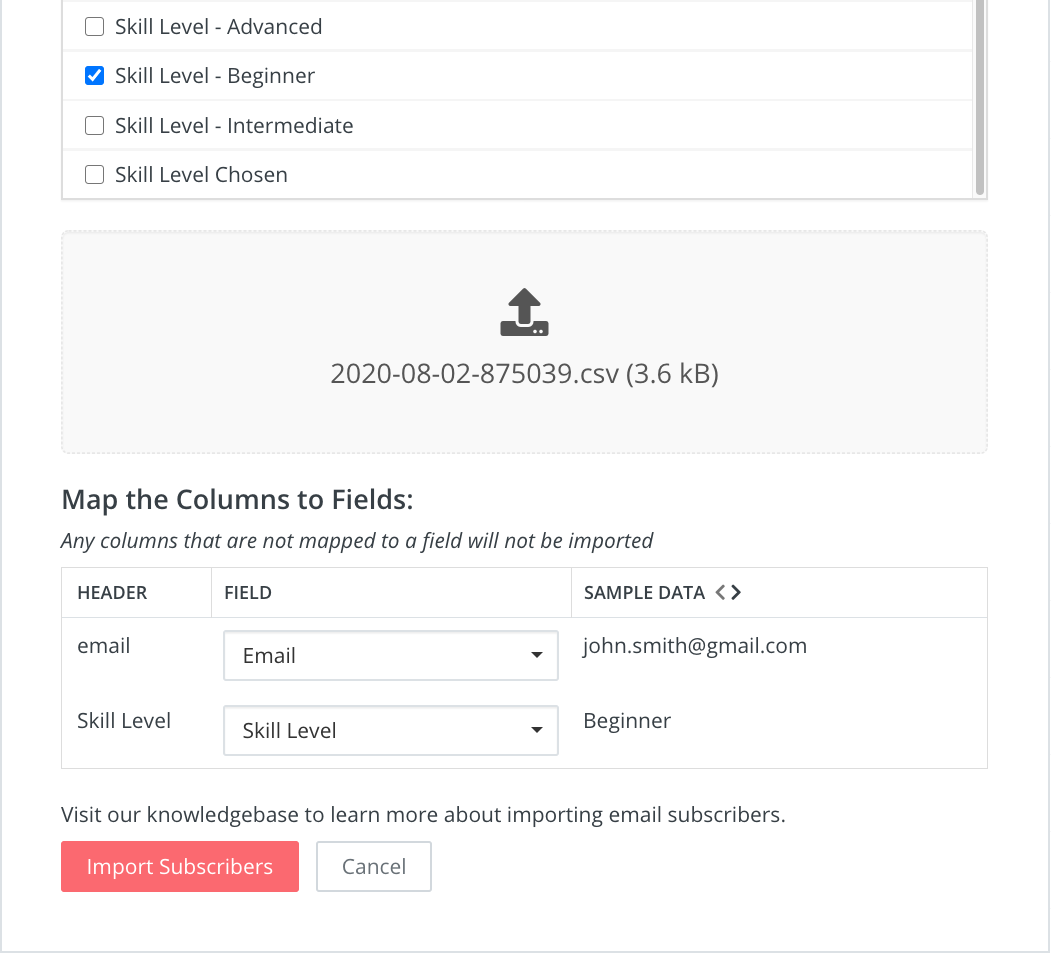 Skill Level - Advanced
Skill Level - Beginner
Skill Level - Intermediate
Skill Level Chosen
2020-08-02-875039.csv (3.6 kB)
Map the Columns to Fields:
Any columns that are not mapped to a field will not be imported
HEADER FIELD SAMPLE DATA
email Email john.smith@gmail.com
Skill Level Skill Level Beginner
Visit our knowledgebase to learn more about importing email subscribers.
Import Subscribers Cancel